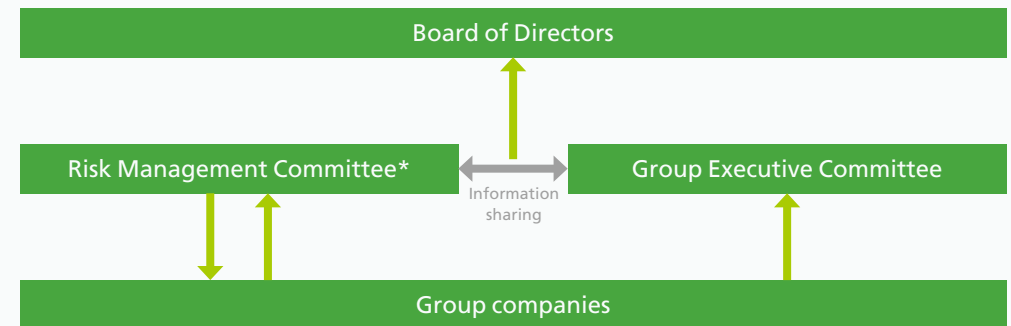 Board of Directors
Risk Management Committee*
Group Executive Committee
Information
sharing
Group companies